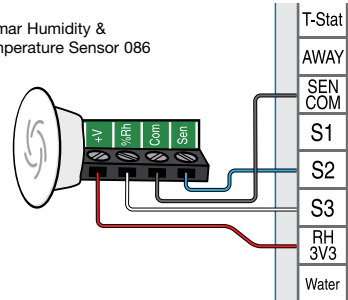 mar Humidity &
mperature Sensor 086
+V
%Rh
Com
Sen
T-Stat
AWAY
SEN
COM
S1
S2
S3
RH
3V3
Water